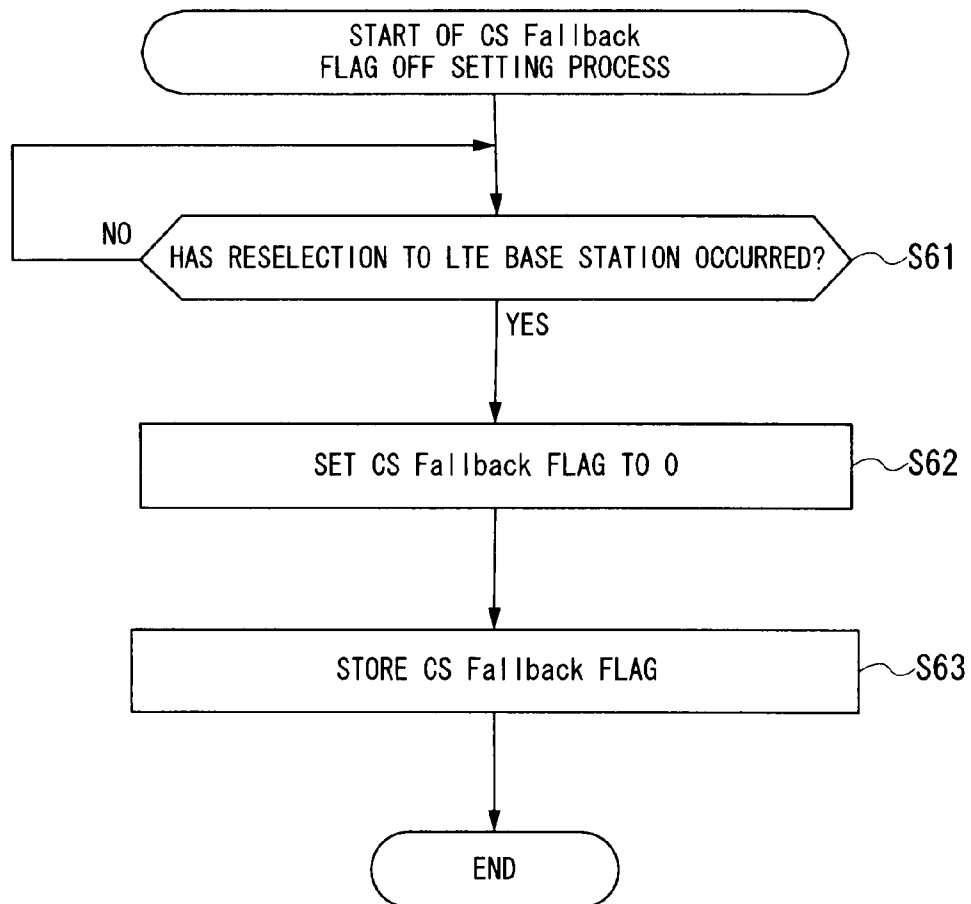 START OF CS Fallback
FLAG OFF SETTING PROCESS
NO
HAS RESELECTION TO LTE BASE STATION OCCURRED?
S61
YES
SET CS Fallback FLAG TO 0
S62
STORE CS Fallback FLAG
S63
END